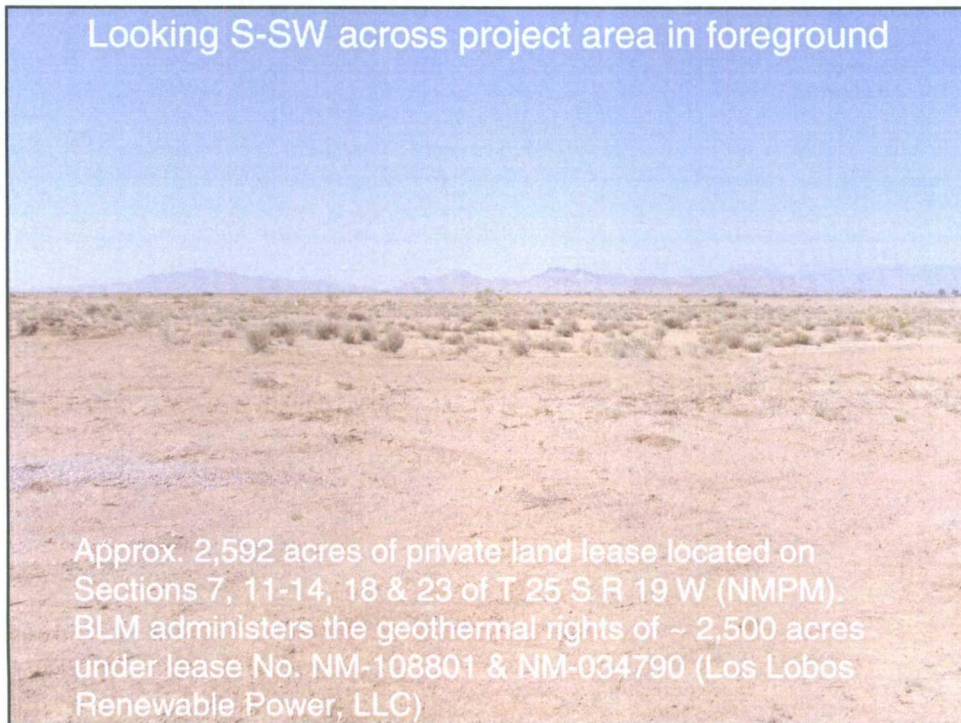 Looking S-SW across project area in foreground
Approx. 2,592 acres of private land lease located on
Sections 7, 11-14, 18 & 23 of T 25 S R 19 W (NMPM).
BLM administers the geothermal rights of ~ 2,500 acres
under lease No. NM-108801 & NM-034790 (Los Lobos
Renewable Power, LLC)